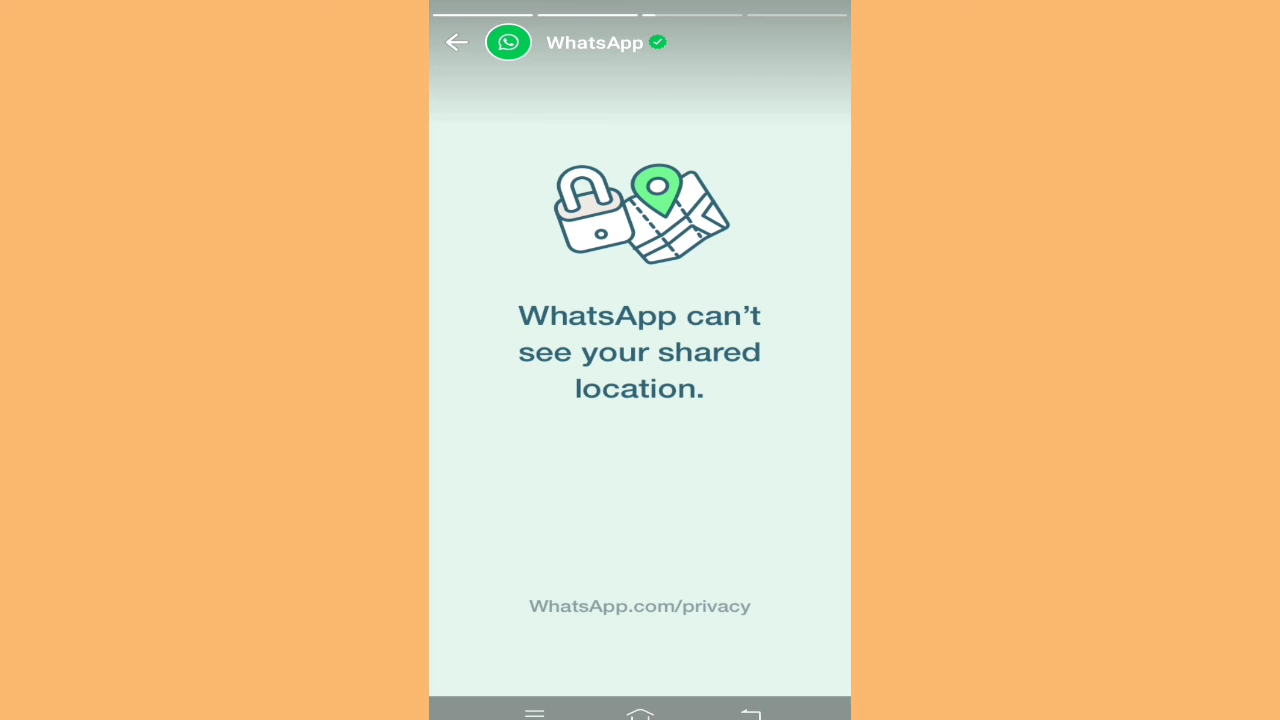 WhatsApp
WhatsApp can’t
see your shared
location.
WhatsApp.com/privacy